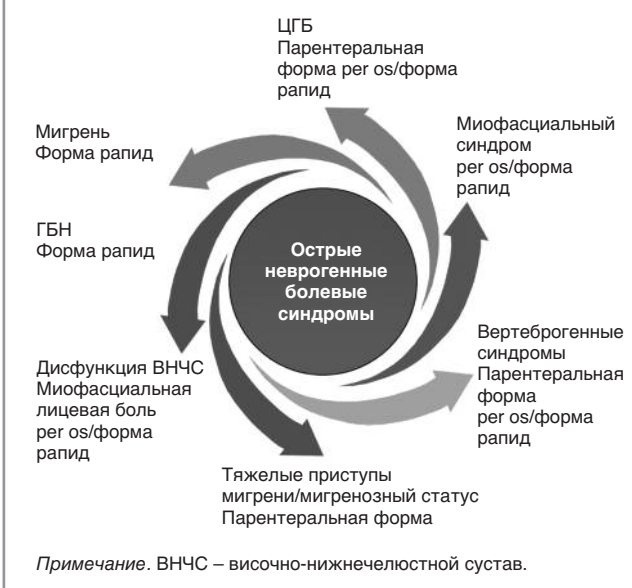 ЦГБ
Парентеральная
форма per os/форма
рапид
Мигрень
Форма рапид
Миофасциальный
синдром
per os/форма
рапид
ГБН
Форма рапид
Острые
неврогенные
болевые
синдромы
Вертеброгенные
синдромы
Парентеральная
форма
per os/форма
рапид
Дисфункция ВНЧС
Миофасциальная
лицевая боль
per os/форма
рапид
Тяжелые приступы
мигрени/мигренозный статус
Парентеральная форма
Примечание. ВНЧС – височно-нижнечелюстной сустав.